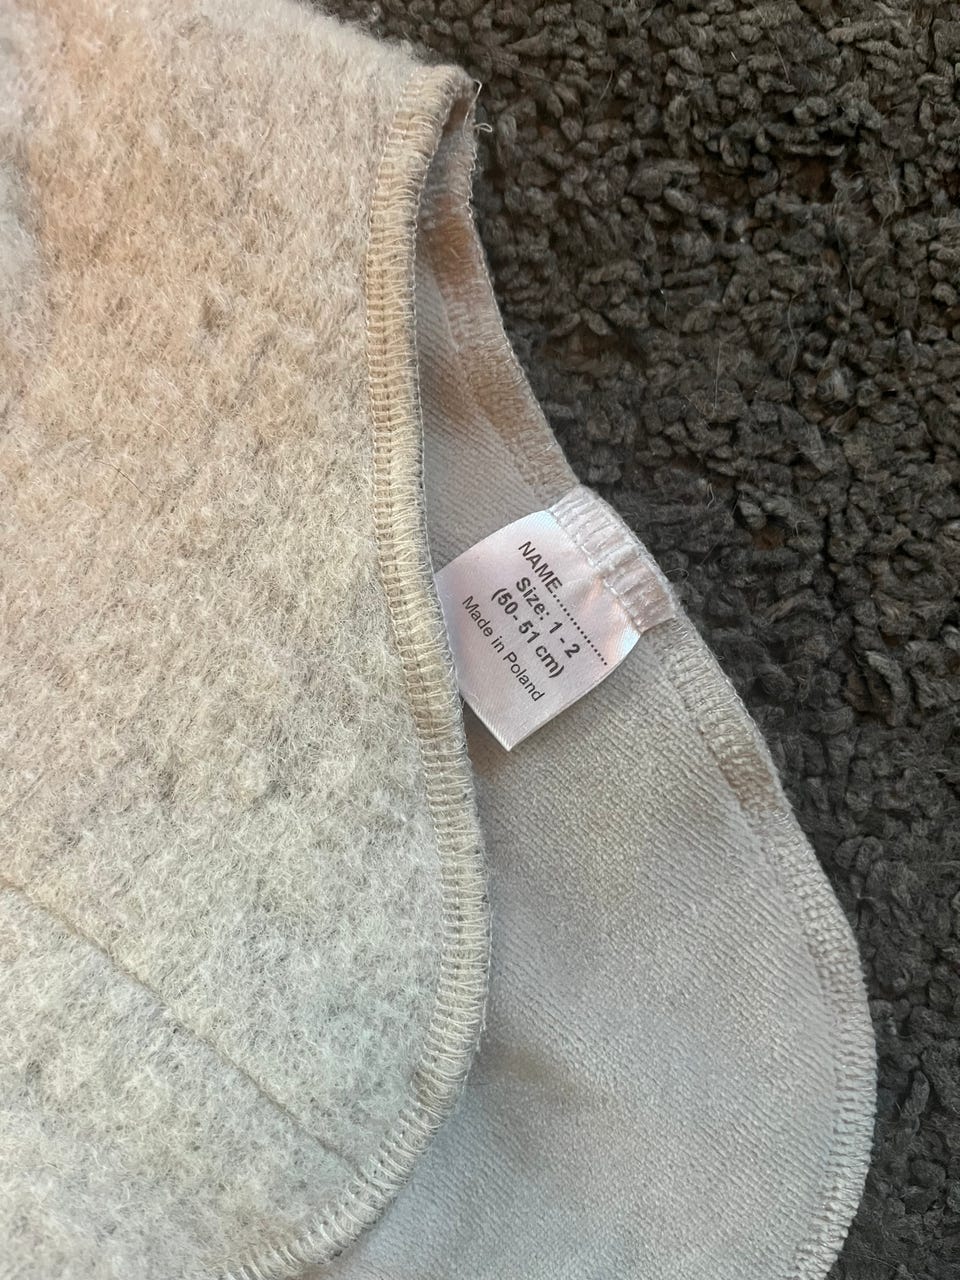 NAME................
Size: 1 - 2
(50- 51 cm)
Made in Poland